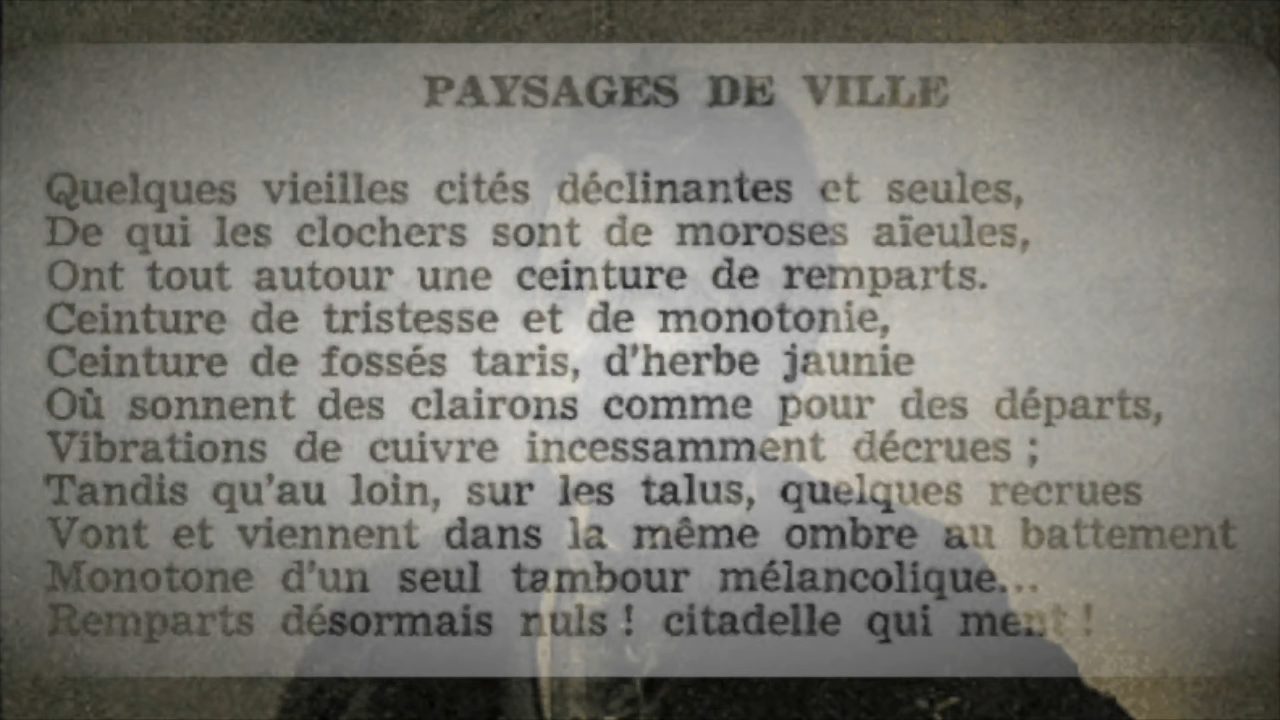 PAYSAGES DE VILLE
Quelques vieilles cités déclinantes et seules,
De qui les clochers sont de moroses aïeules,
Ont tout autour une ceinture de remparts.
Ceinture de tristesse et de monotonie,
Ceinture de fossés taris, d'herbe jaunie
Où sonnent des clairons comme pour des départs,
Vibrations de cuivre incessamment décrues ;
Tandis qu'au loin, sur les talus, quelques recrues
Vont et viennent dans la même ombre au battement
Monotone d'un seul tambour mélancolique...
Remparts désormais nuls ! citadelle qui ment !